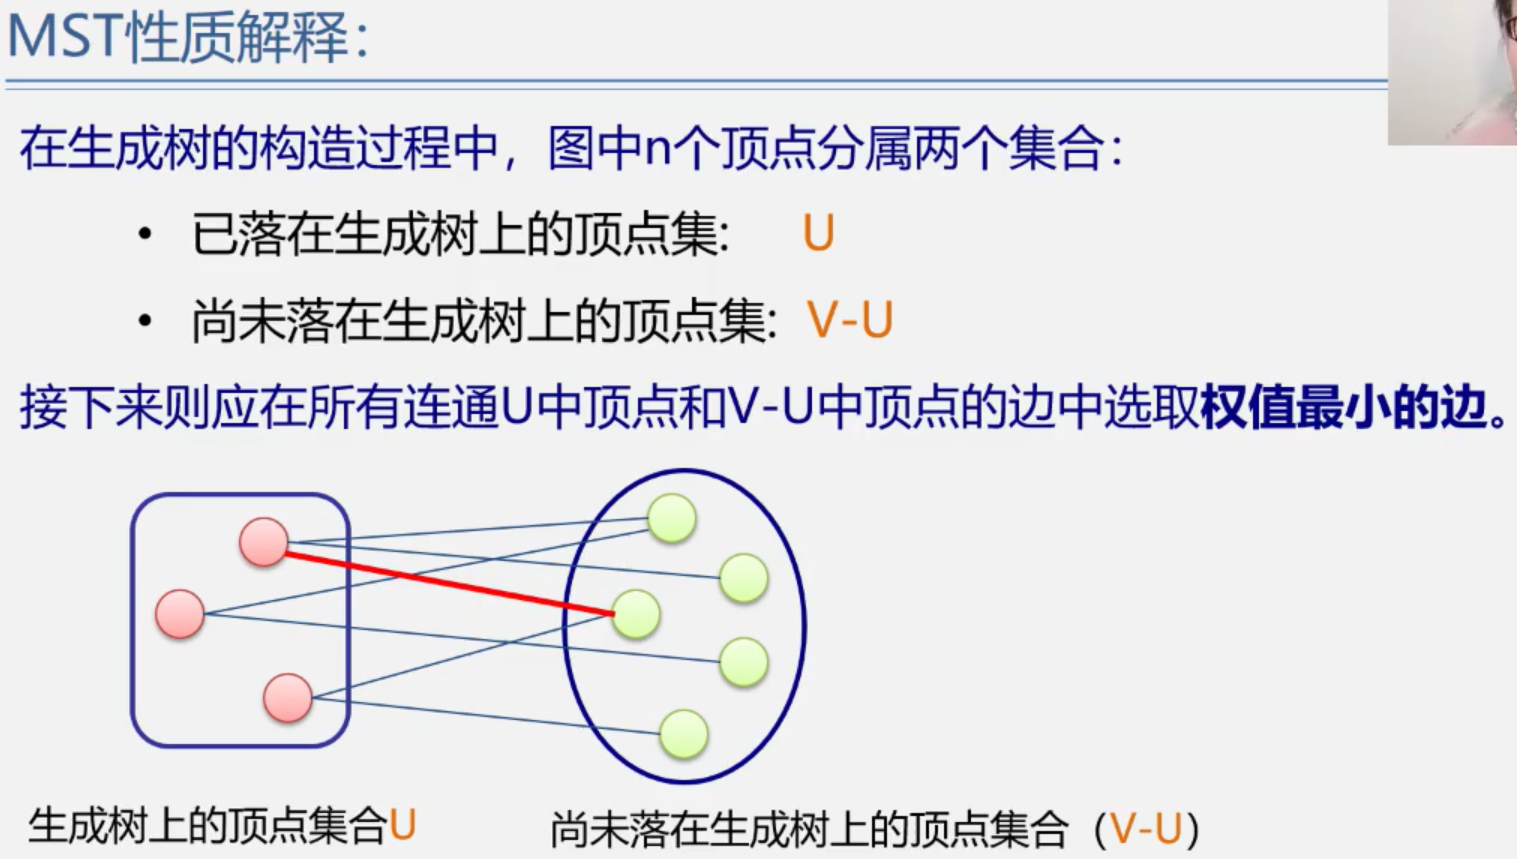 MST性质解释：
在生成树的构造过程中，图中n个顶点分属两个集合：
• 已落在生成树上的顶点集: U
• 尚未落在生成树上的顶点集: V-U
接下来则应在所有连通U中顶点和V-U中顶点的边中选取权值最小的边。
生成树上的顶点集合U
尚未落在生成树上的顶点集合（V-U）